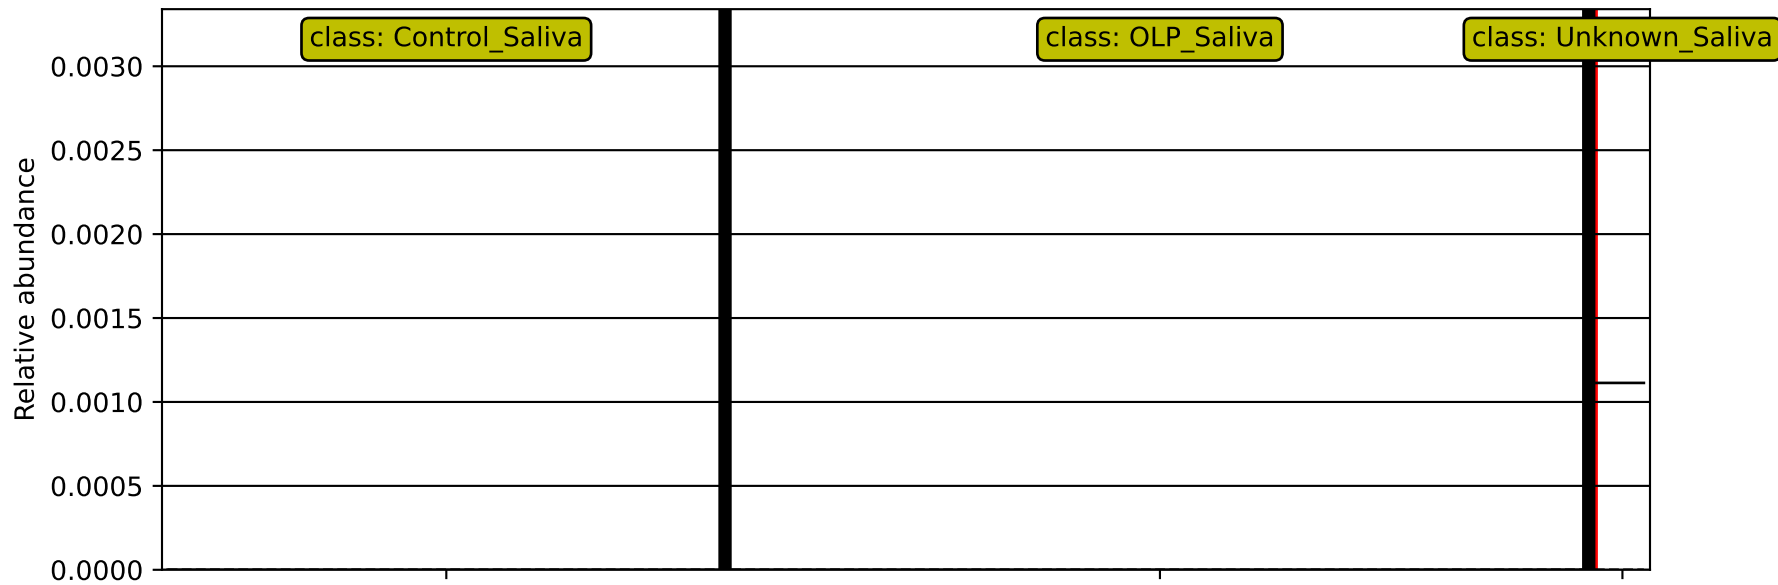 class: Control_Saliva
class: OLP_Saliva
class: Unknown_Saliva
Relative abundance
0.0030
0.0025
0.0020
0.0015
0.0010
0.0005
0.0000